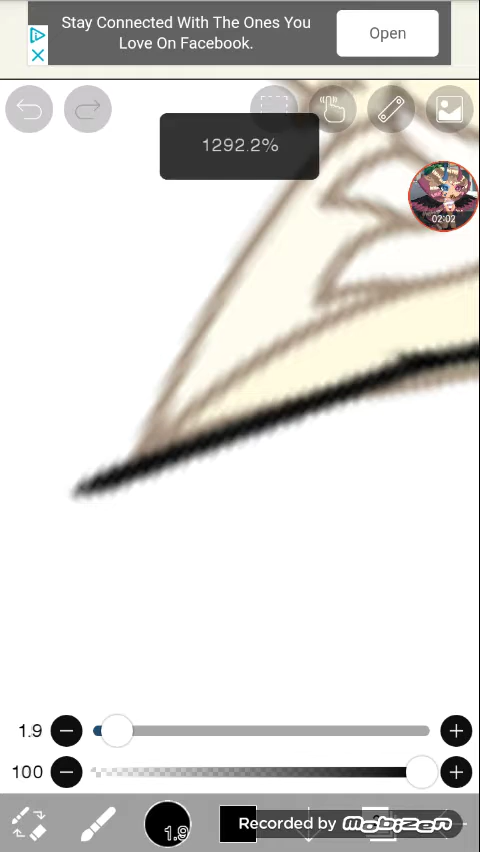 Stay Connected With The Ones You
Love On Facebook.
Open
1292.2%
02:02
1.9
100
1.9
Recorded by mobizen